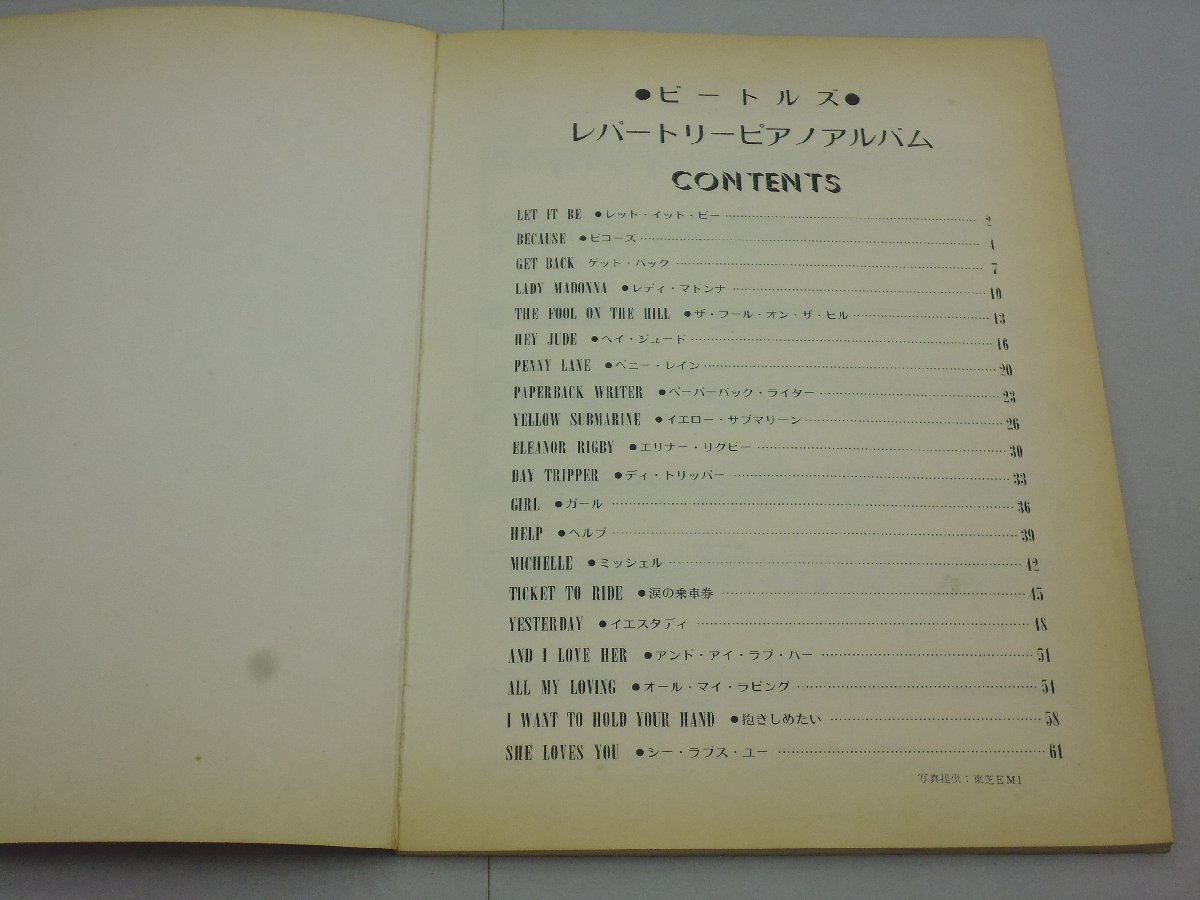 ●ビートルズ●
レパートリーピアノアルバム
CONTENTS
LET IT BE ●レット・イット・ビー 2
BECAUSE ●ビコーズ 4
GET BACK ゲット・バック 7
LADY MADONNA ●レディ・マドンナ 10
THE FOOL ON THE HILL ●ザ・フール・オン・ザ・ヒル 13
HEY JUDE ●ヘイ・ジュード 16
PENNY LANE ●ペニー・レイン 20
PAPERBACK WRITER ●ペーパーバック・ライター 23
YELLOW SUBMARINE ●イエロー・サブマリーン 26
ELEANOR RIGBY ●エリナー・リグビー 30
DAY TRIPPER ●ディ・トリッパー 33
GIRL ●ガール 36
HELP ●ヘルプ 39
MICHELLE ●ミッシェル 42
TICKET TO RIDE ●涙の乗車券 45
YESTERDAY ●イエスタディ 48
AND I LOVE HER ●アンド・アイ・ラブ・ハー 51
ALL MY LOVING ●オール・マイ・ラビング 54
I WANT TO HOLD YOUR HAND ●抱きしめたい 58
SHE LOVES YOU ●シー・ラブス・ユー 61
写真提供：東芝EMI